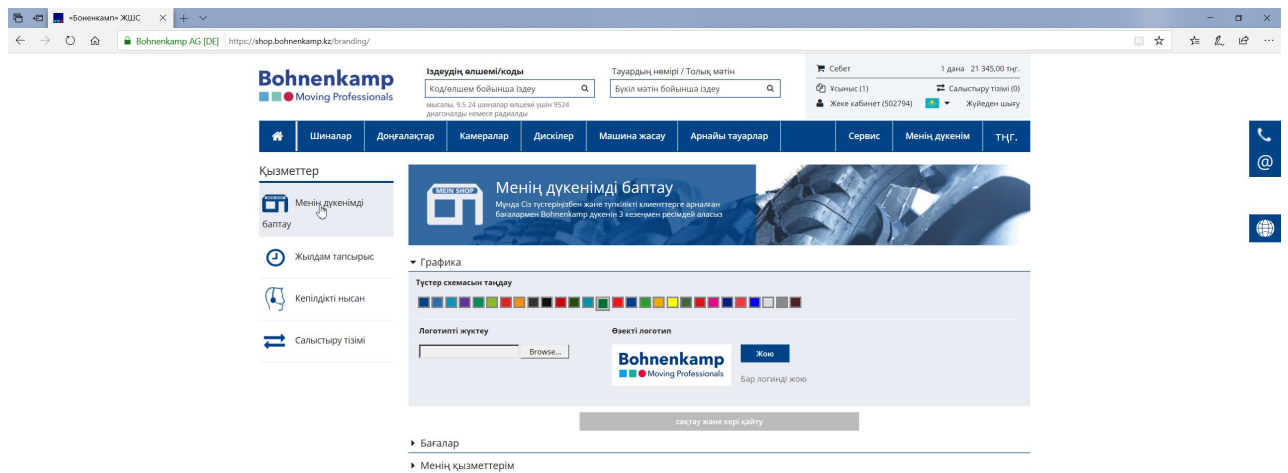 «Боненкамп» ЖШС
Bohnenkamp AG [DE]
https://shop.bohnenkamp.kz/branding/
Bohnenkamp
Moving Professionals
Іздеудің өлшемі/коды
Код/өлшем бойынша іздеу
мысалы. 9.5 24 шиналар өлшемі үшін 9524
диагоналды немесе радиалды
Тауардың нөмірі / Толық мәтін
Бүкіл мәтін бойынша іздеу
Себет 1 дана 21 345,00 тңг.
Ұсыныс (1) Салыстыру тізімі (0)
Жеке кабинет (502794) Жүйеден шығу
Шиналар Доңғалақтар Камералар Дискілер Машина жасау Арнайы тауарлар Сервис Менің дүкенім тңг.
Қызметтер
Менің дүкенімді
баптау
Жылдам тапсырыс
Кепілдікті нысан
Салыстыру тізімі
MEIN SHOP
Менің дүкенімді баптау
Мұнда Сіз түстеріңізбен және түпкілікті клиенттерге арналған
бағалармен Bohnenkamp дүкенін 3 кезеңмен ресімдей аласыз
Графика
Түстер схемасын таңдау
Логотипті жүктеу
Browse...
Өзекті логотип
Bohnenkamp
Moving Professionals
Жою
Бар логинді жою
сақтау және кері қайту
Бағалар
Менің қызметтерім